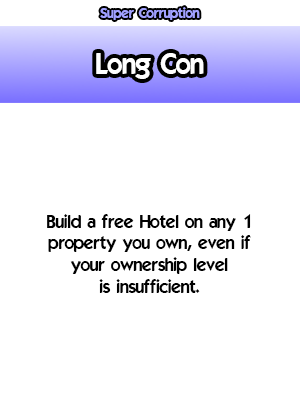 Super Corruption
Long Con
Build a free Hotel on any 1
property you own, even if
your ownership level
is insufficient.